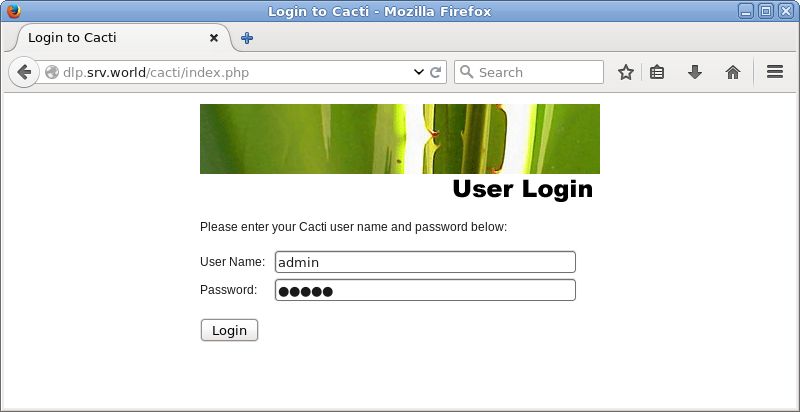 Login to Cacti - Mozilla Firefox
Login to Cacti
dlp.srv.world/cacti/index.php
Search
User Login
Please enter your Cacti user name and password below:
User Name: admin
Password: ●●●●●
Login